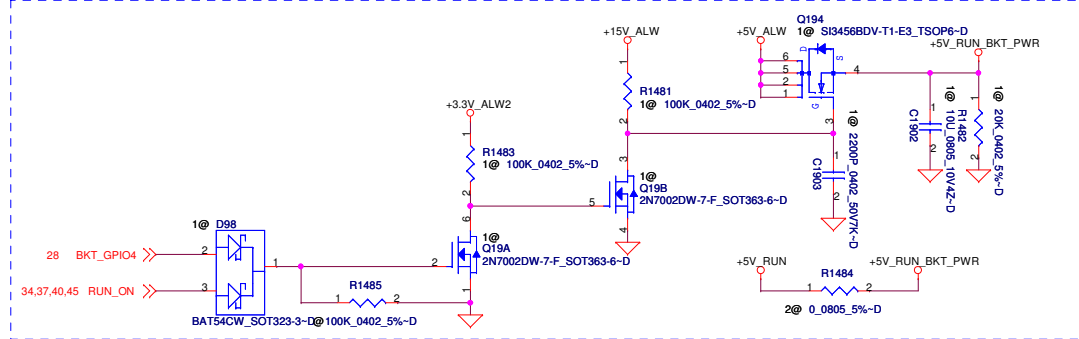 Q194
1@ SI3456BDV-T1-E3_TSOP6~D
+15V_ALW
+5V_ALW
+5V_RUN_BKT_PWR
6
5
2
1
D
S
G
4
3
1
R1481
1@ 100K_0402_5%~D
2
1@
10U_0805_10V4Z~D
C1902
1
2
1@ 20K_0402_5%~D
R1482
1
2
+3.3V_ALW2
1
R1483
1@ 100K_0402_5%~D
2
1@ 2200P_0402_50V7K~D
C1903
1
2
3
1@
Q19B
2N7002DW-7-F_SOT363-6~D
5
4
6
1@
Q19A
2N7002DW-7-F_SOT363-6~D
2
1
1@ D98
28 BKT_GPIO4
2
1
34,37,40,45 RUN_ON
3
BAT54CW_SOT323-3~D
R1485
1 2
@100K_0402_5%~D
+5V_RUN
R1484
+5V_RUN_BKT_PWR
1 2
2@ 0_0805_5%~D